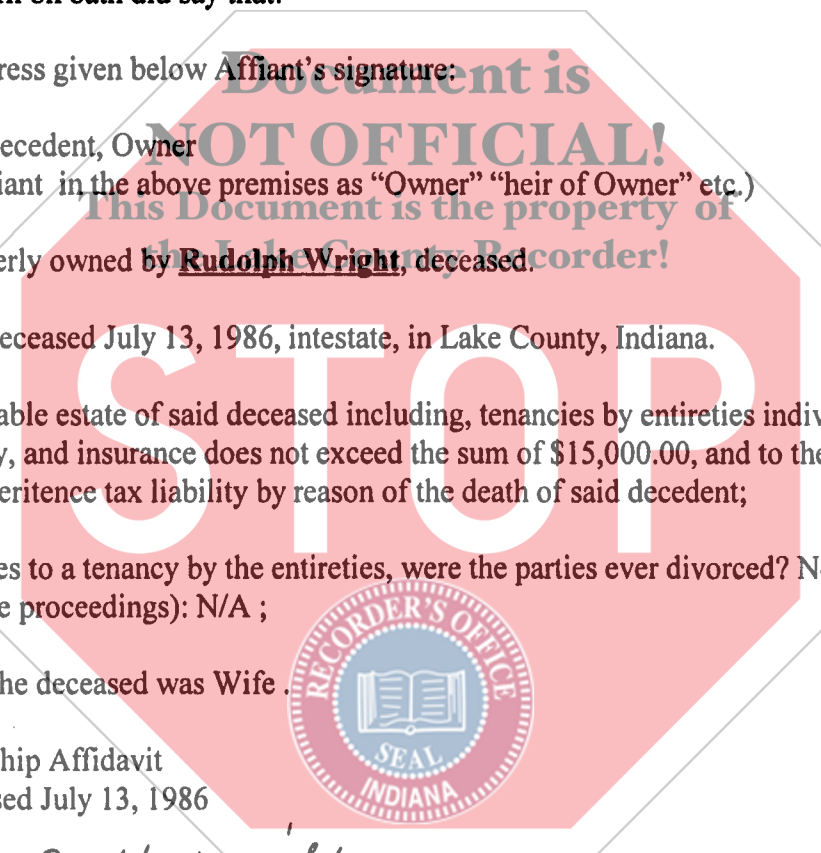 on oath did say that:
ress given below Affiant's signature:
Document is
ecedent, Owner
NOT OFFICIAL!
iant in the above premises as “Owner” “heir of Owner” etc.)
This Document is the property of
erly owned by Rudolph Wright, deceased.
the Lake County Recorder!
eceased July 13, 1986, intestate, in Lake County, Indiana.
STOP
able estate of said deceased including, tenancies by entireties indiv
y, and insurance does not exceed the sum of $15,000.00, and to the
eritence tax liability by reason of the death of said decedent;
es to a tenancy by the entireties, were the parties ever divorced? N
e proceedings): N/A ;
RECORDER'S OFFICE
he deceased was Wife .
SEAL
INDIANA
hip Affidavit
sed July 13, 1986